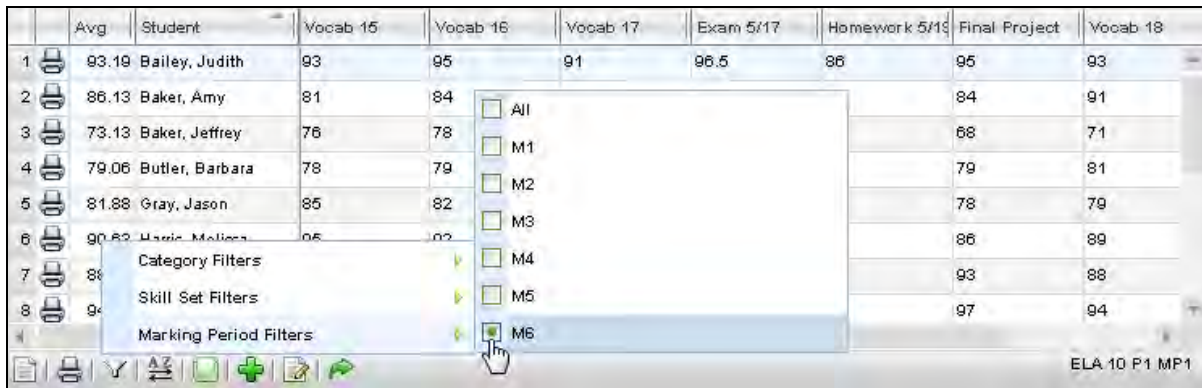 Avg Student Vocab 15 Vocab 16 Vocab 17 Exam 5/17 Homework 5/19 Final Project Vocab 18
1 93.19 Bailey, Judith 93 95 91 96.5 86 95 93
2 86.13 Baker, Amy 81 84 84 91
All
3 73.13 Baker, Jeffrey 76 78 68 71
M1
4 79.06 Butler, Barbara 78 79 79 81
M2
5 81.88 Gray, Jason 85 82 78 79
M3
6 86 89
Category Filters M4
7 93 88
Skill Set Filters M5
8 97 94
Marking Period Filters M6
ELA 10 P1 MP1